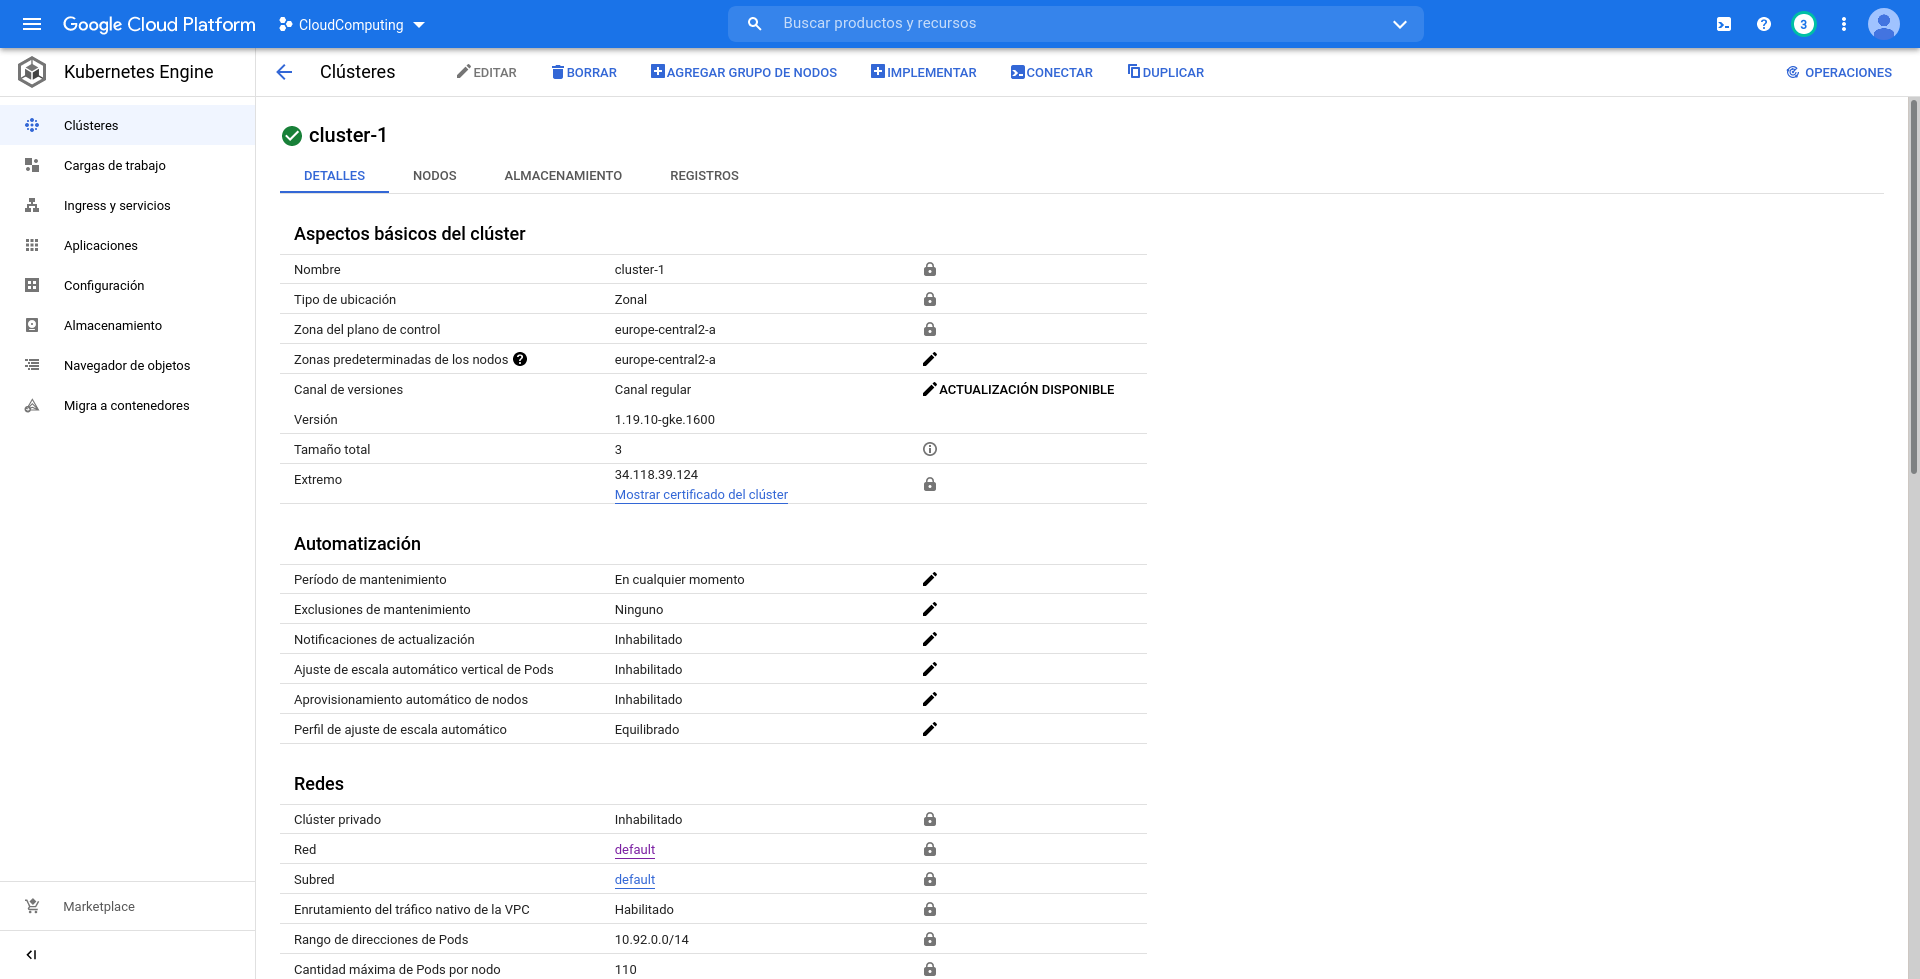 Google Cloud Platform
CloudComputing
Buscar productos y recursos
3
Kubernetes Engine
Clústeres
EDITAR
BORRAR
AGREGAR GRUPO DE NODOS
IMPLEMENTAR
CONECTAR
DUPLICAR
OPERACIONES
Clústeres
Cargas de trabajo
Ingress y servicios
Aplicaciones
Configuración
Almacenamiento
Navegador de objetos
Migra a contenedores
Marketplace
cluster-1
DETALLES NODOS ALMACENAMIENTO REGISTROS
Aspectos básicos del clúster
Nombre cluster-1
Tipo de ubicación Zonal
Zona del plano de control europe-central2-a
Zonas predeterminadas de los nodos europe-central2-a
Canal de versiones Canal regular ACTUALIZACIÓN DISPONIBLE
Versión 1.19.10-gke.1600
Tamaño total 3
Extremo 34.118.39.124
Mostrar certificado del clúster
Automatización
Período de mantenimiento En cualquier momento
Exclusiones de mantenimiento Ninguno
Notificaciones de actualización Inhabilitado
Ajuste de escala automático vertical de Pods Inhabilitado
Aprovisionamiento automático de nodos Inhabilitado
Perfil de ajuste de escala automático Equilibrado
Redes
Clúster privado Inhabilitado
Red default
Subred default
Enrutamiento del tráfico nativo de la VPC Habilitado
Rango de direcciones de Pods 10.92.0.0/14
Cantidad máxima de Pods por nodo 110